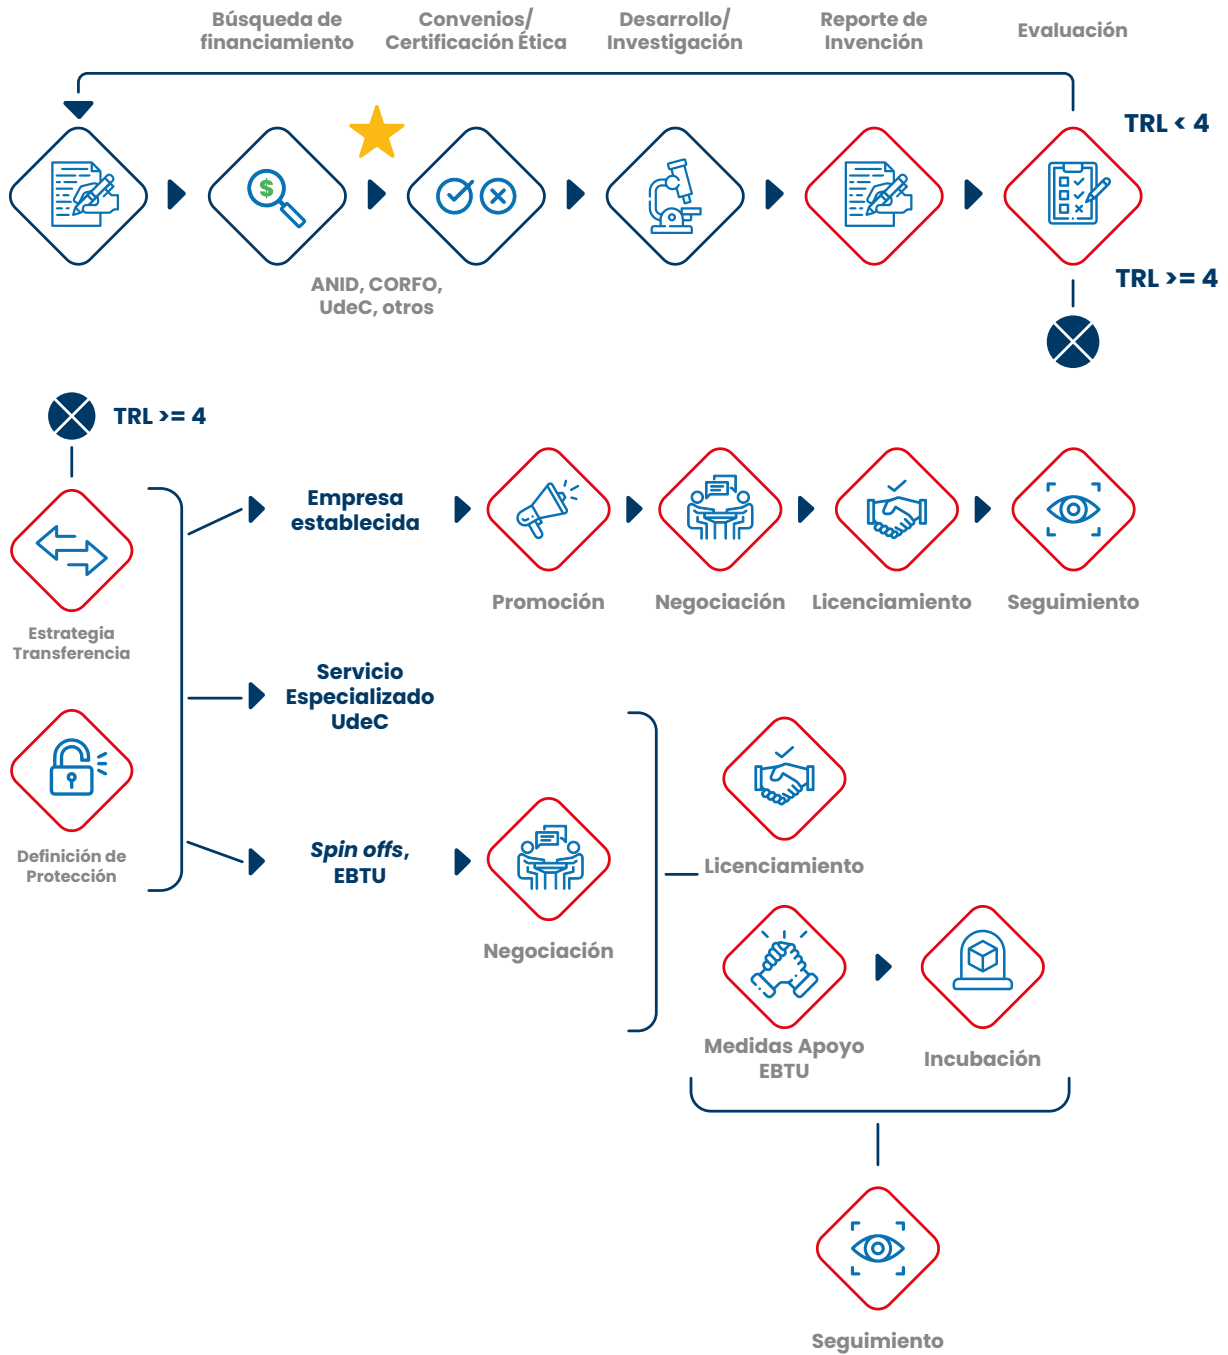 Búsqueda de
financiamiento
Convenios/
Certificación Ética
Desarrollo/
Investigación
Reporte de
Invención
Evaluación
TRL < 4
$
ANID, CORFO,
UdeC, otros
TRL >= 4
TRL >= 4
Estrategia
Transferencia
Definición de
Protección
Empresa
establecida
Promoción
Negociación
Licenciamiento
Seguimiento
Servicio
Especializado
UdeC
Spin offs,
EBTU
Negociación
Licenciamiento
Medidas Apoyo
EBTU
Incubación
Seguimiento